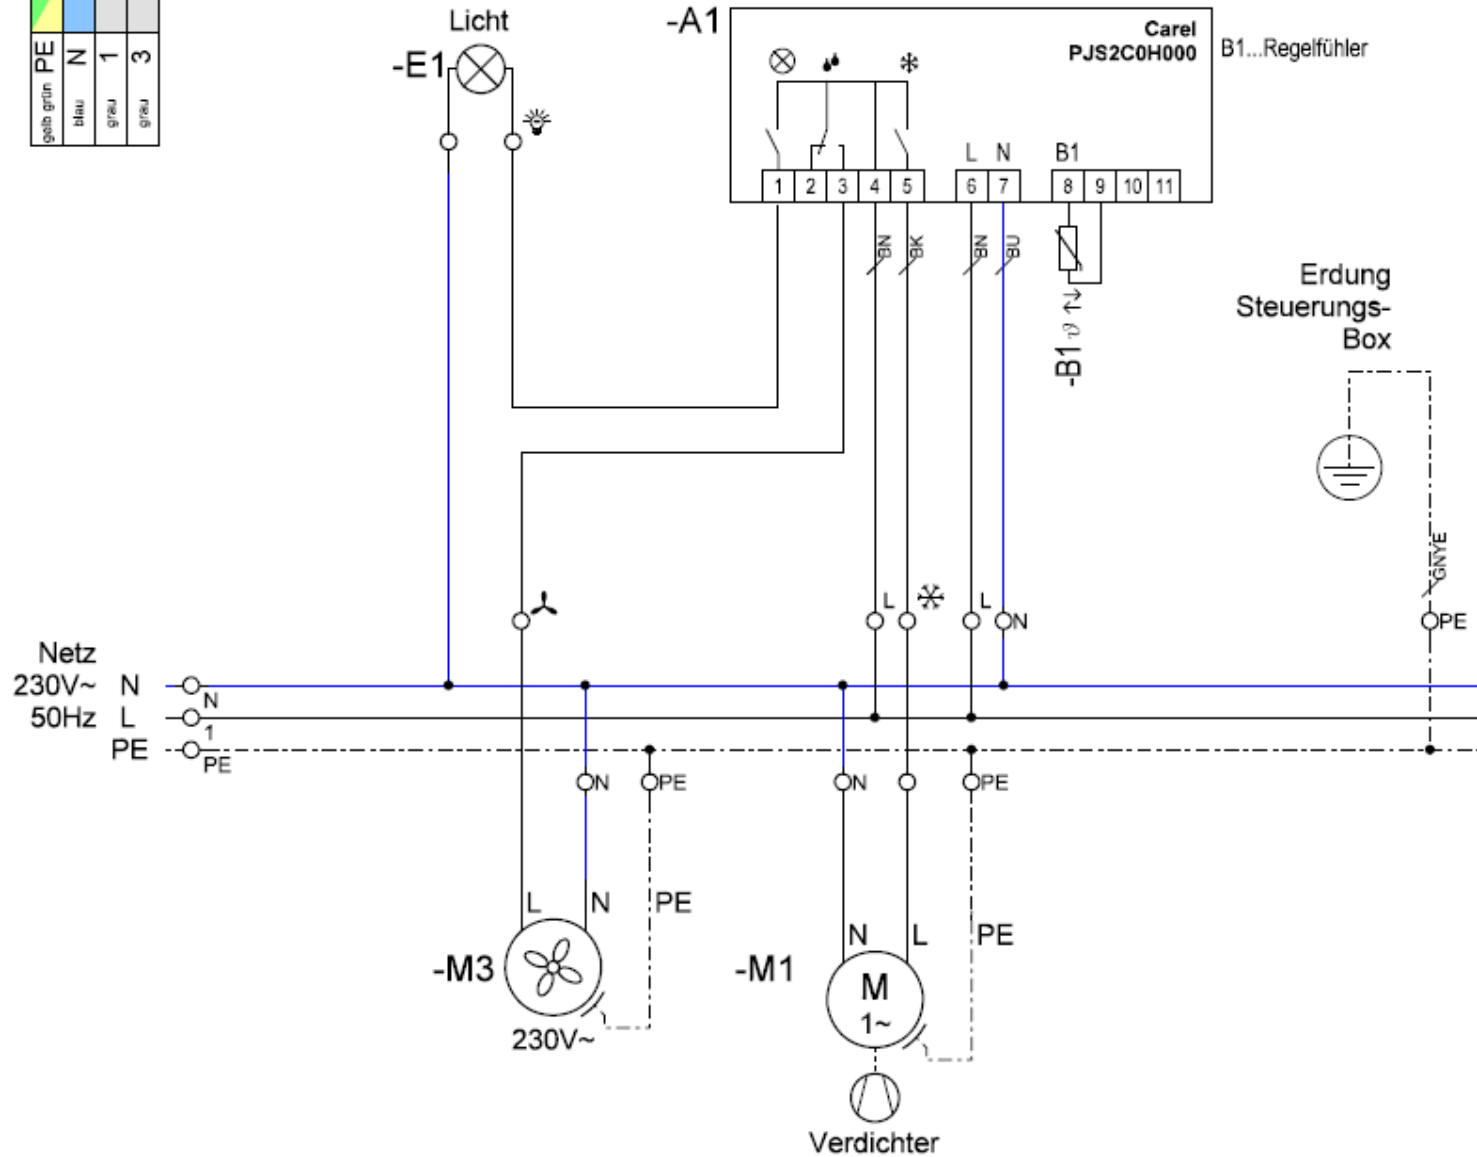 gelb grün PE
blau N
grau 1
grau 3
Licht
-E1
-A1
Carel
PJS2C0H000
B1...Regelfühler
L N B1
1 2 3 4 5 6 7 8 9 10 11
BN BK BN BU
-B1 ϑ
Erdung
Steuerungs-
Box
GNYE
L L N PE
Netz
230V~ N
50Hz L
PE
N
1
PE
N PE N PE
L N PE
N L PE
-M3
230V~
-M1
M
1~
Verdichter